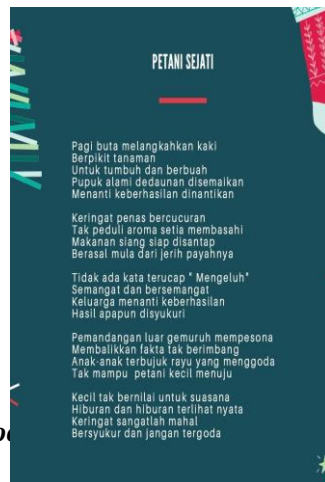 PETANI SEJATI
Pagi buta melangkahkan kaki
Berpikit tanaman
Untuk tumbuh dan berbuah
Pupuk alami dedaunan disemaikan
Menanti keberhasilan dinantikan
Keringat penas bercucuran
Tak peduli aroma setia membasahi
Makanan siang siap disantap
Berasal mula dari jerih payahnya
Tidak ada kata terucap " Mengeluh"
Semangat dan bersemangat
Keluarga menanti keberhasilan
Hasil apapun disyukuri
Pemandangan luar gemuruh mempesona
Membalikkan fakta tak berimbang
Anak-anak terbujuk rayu yang menggoda
Tak mampu petani kecil menuju
Kecil tak bernilai untuk suasana
Hiburan dan hiburan terlihat nyata
Keringat sangatlah mahal
Bersyukur dan jangan tergoda